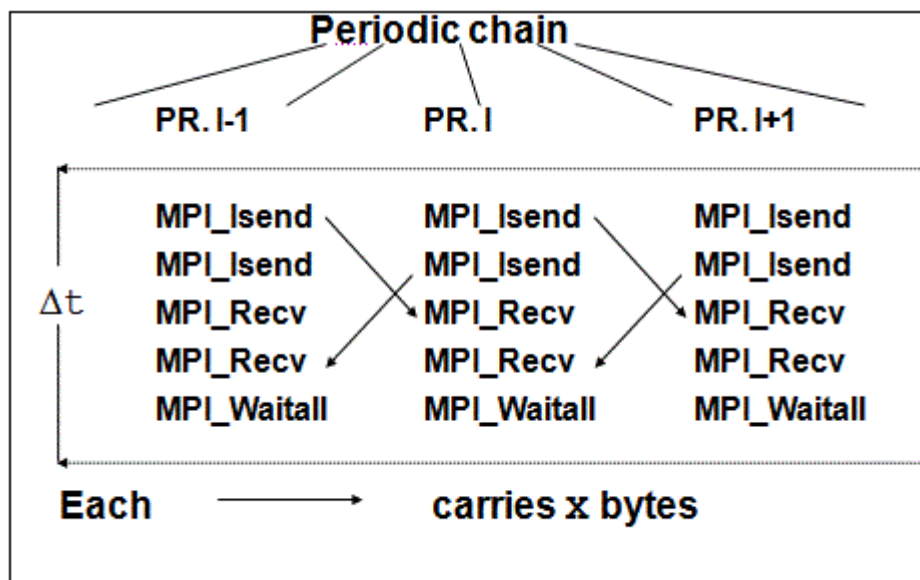 Periodic chain
PR. I-1 PR. I PR. I+1
MPI_Isend MPI_Isend MPI_Isend
MPI_Isend MPI_Isend MPI_Isend
Δt MPI_Recv MPI_Recv MPI_Recv
MPI_Recv MPI_Recv MPI_Recv
MPI_Waitall MPI_Waitall MPI_Waitall
Each carries x bytes